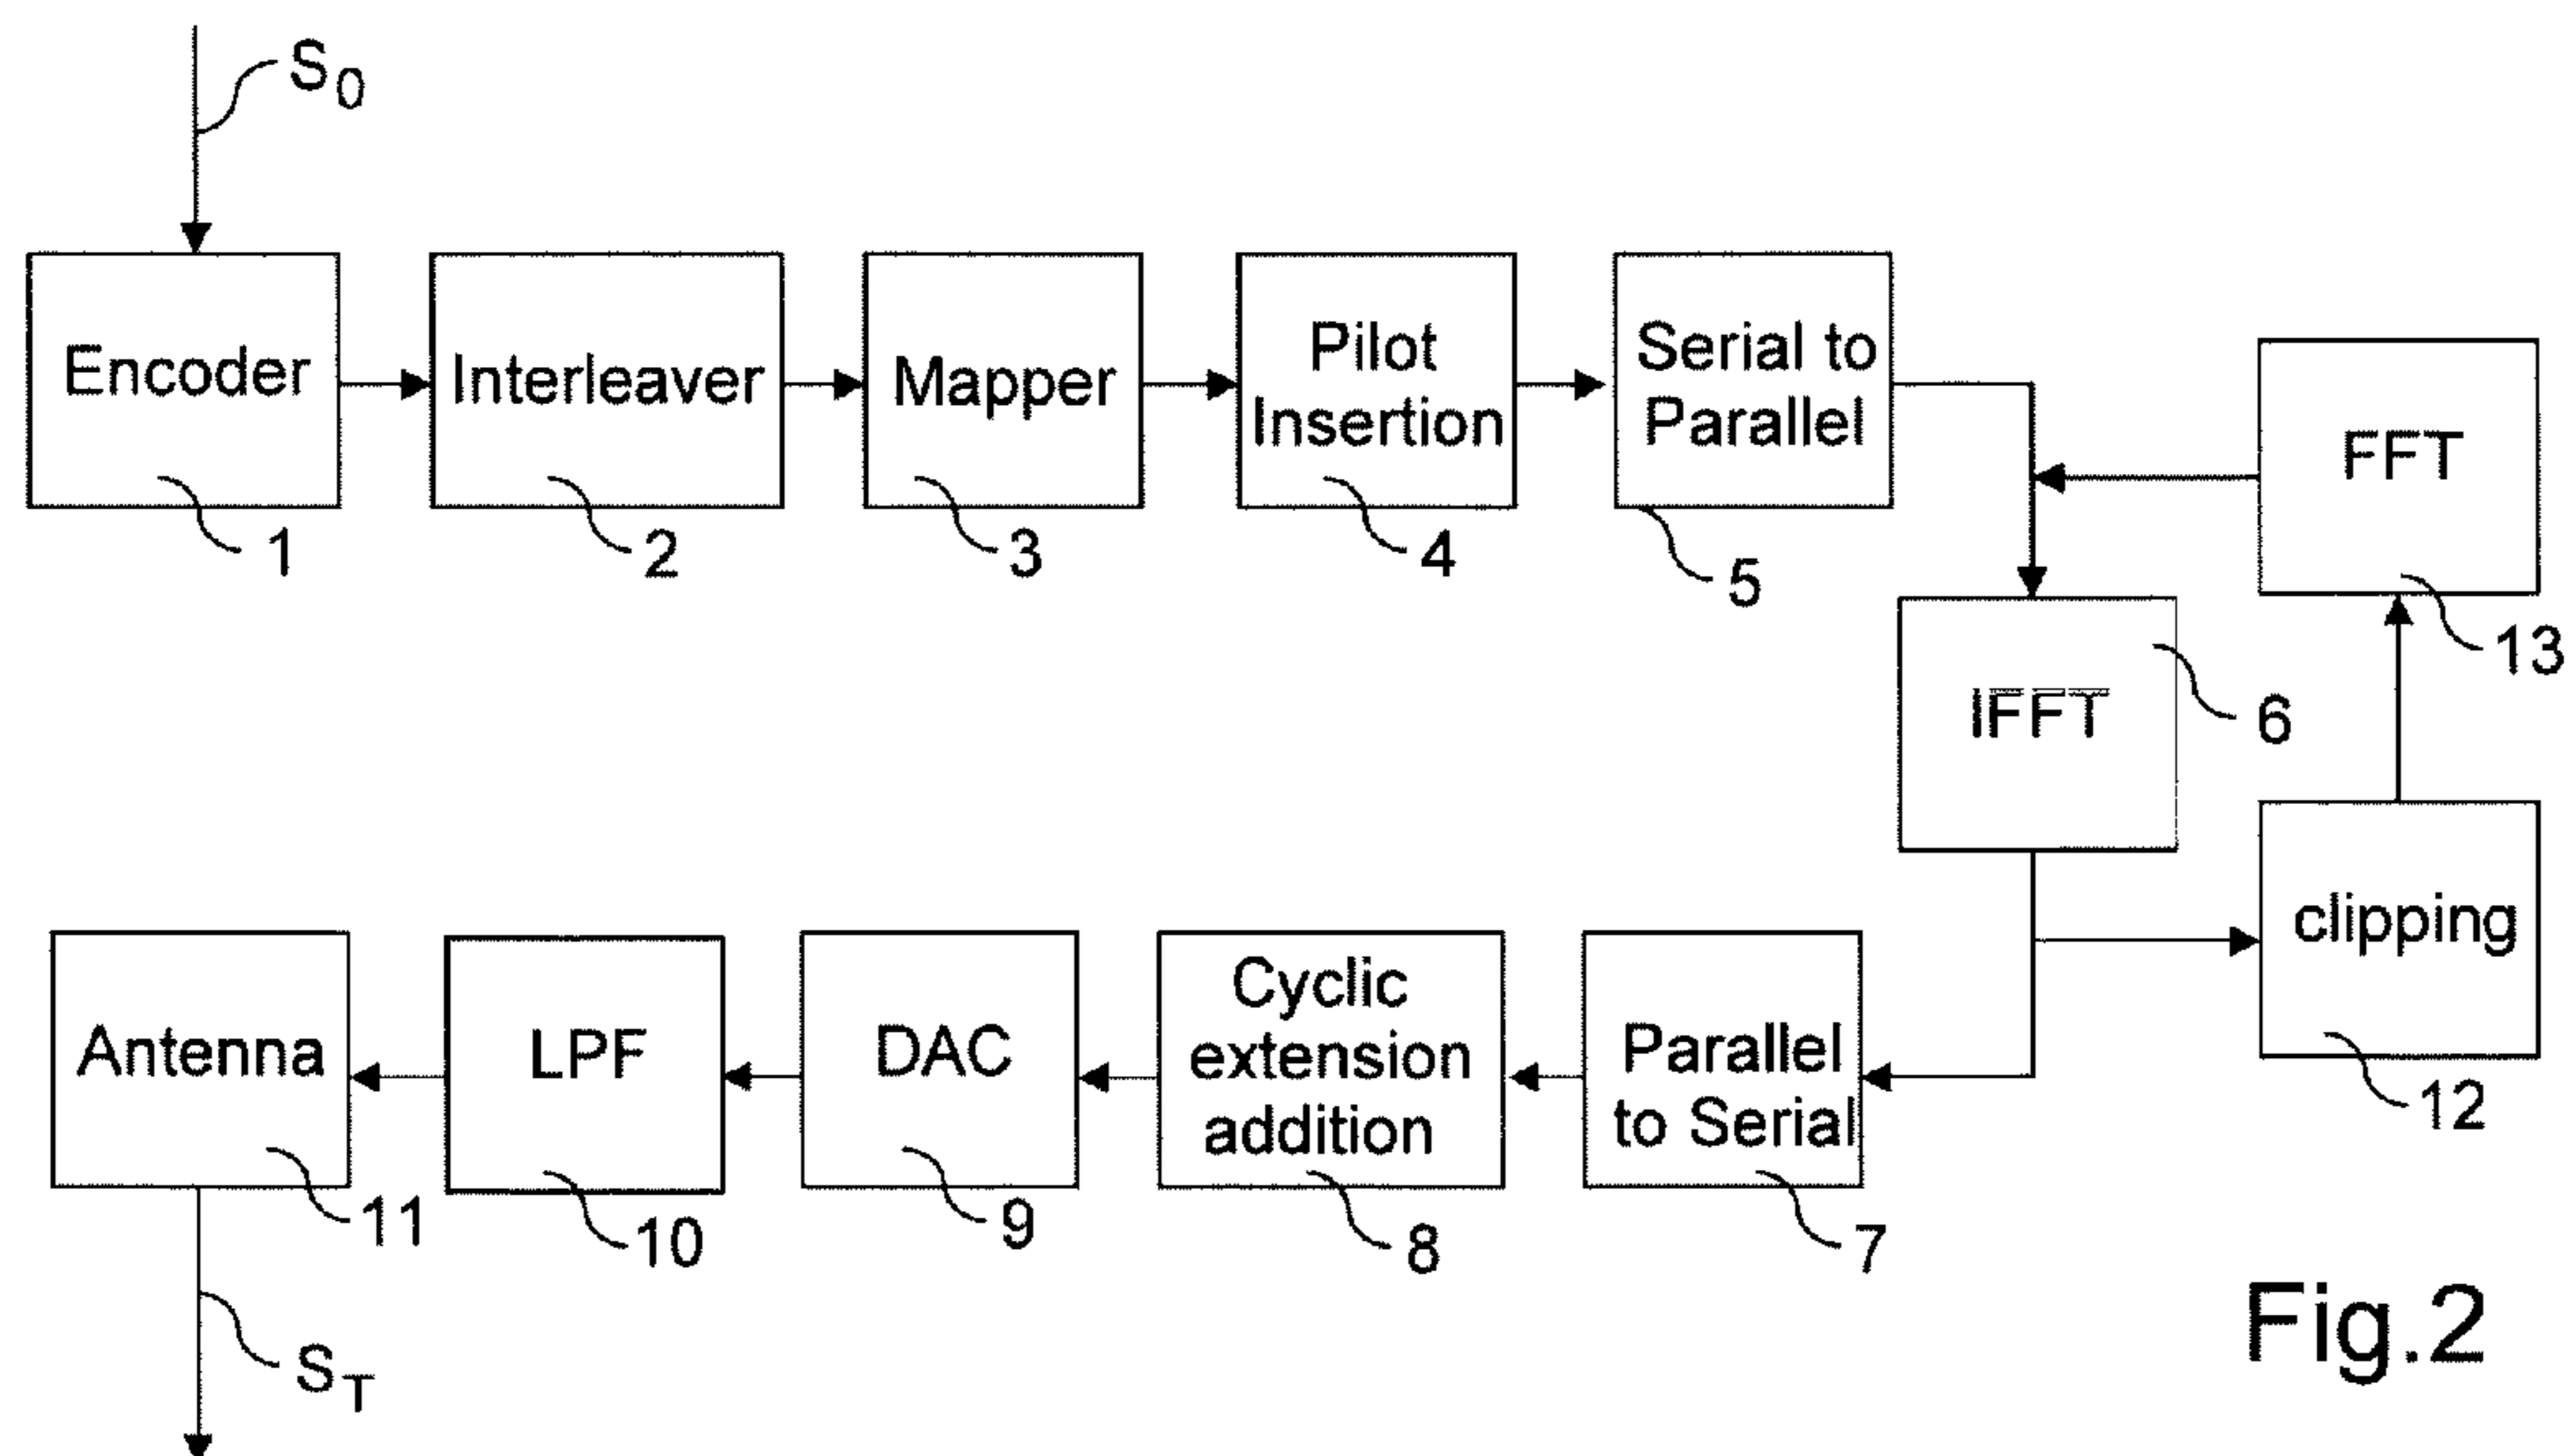 S0
Encoder
1
Interleaver
2
Mapper
3
Pilot
Insertion
4
Serial to
Parallel
5
FFT
13
IFFT
6
clipping
12
Parallel
to Serial
7
Cyclic
extension
addition
8
DAC
9
LPF
10
Antenna
11
ST
Fig.2